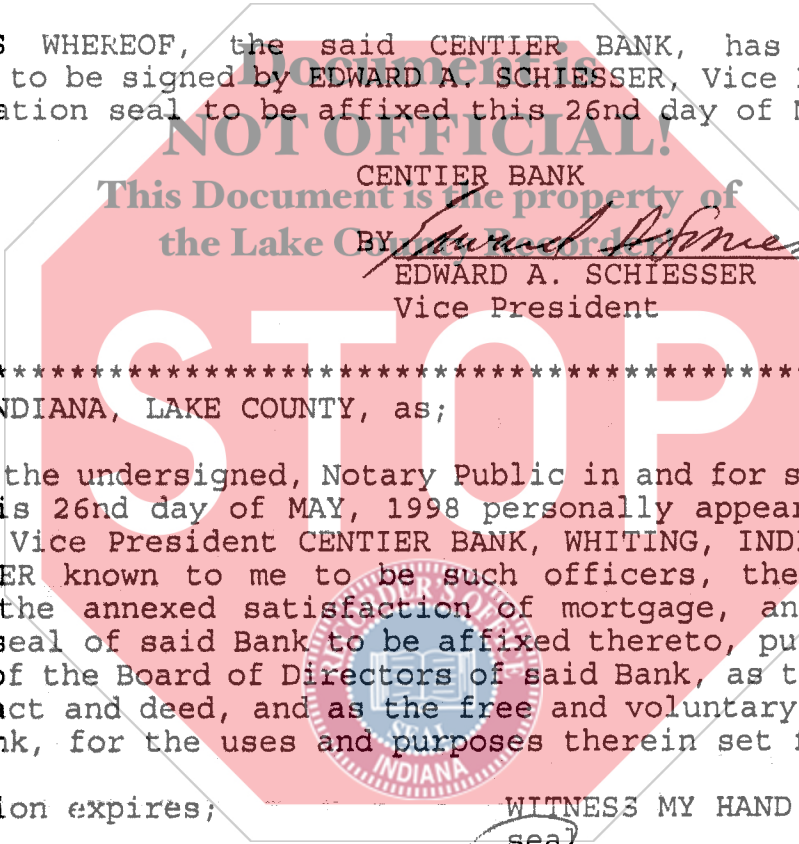 WHEREOF, the said CENTIER BANK, has
Document is
to be signed by EDWARD A. SCHIESSER, Vice
ation seal to be affixed this 26nd day of
NOT OFFICIAL!
CENTIER BANK
This Document is the property of
the Lake County Recorder!
BY
EDWARD A. SCHIESSER
Vice President
STOP
*************************************************
NDIANA, LAKE COUNTY, as;
the undersigned, Notary Public in and for s
is 26nd day of MAY, 1998 personally appear
Vice President CENTIER BANK, WHITING, INDI
ER known to me to be such officers, the
the annexed satisfaction of mortgage, an
seal of said Bank to be affixed thereto, pu
of the Board of Directors of said Bank, as t
act and deed, and as the free and voluntary
nk, for the uses and purposes therein set f
RECORDER'S OFFICE
SEAL
INDIANA
ion expires;
WITNESS MY HAND
seal